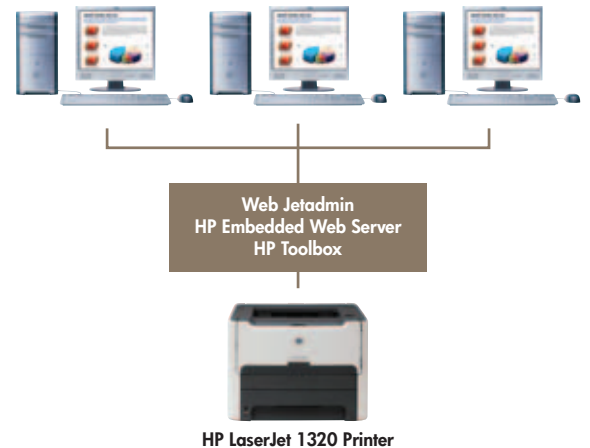 Web Jetadmin
HP Embedded Web Server
HP Toolbox
HP LaserJet 1320 Printer